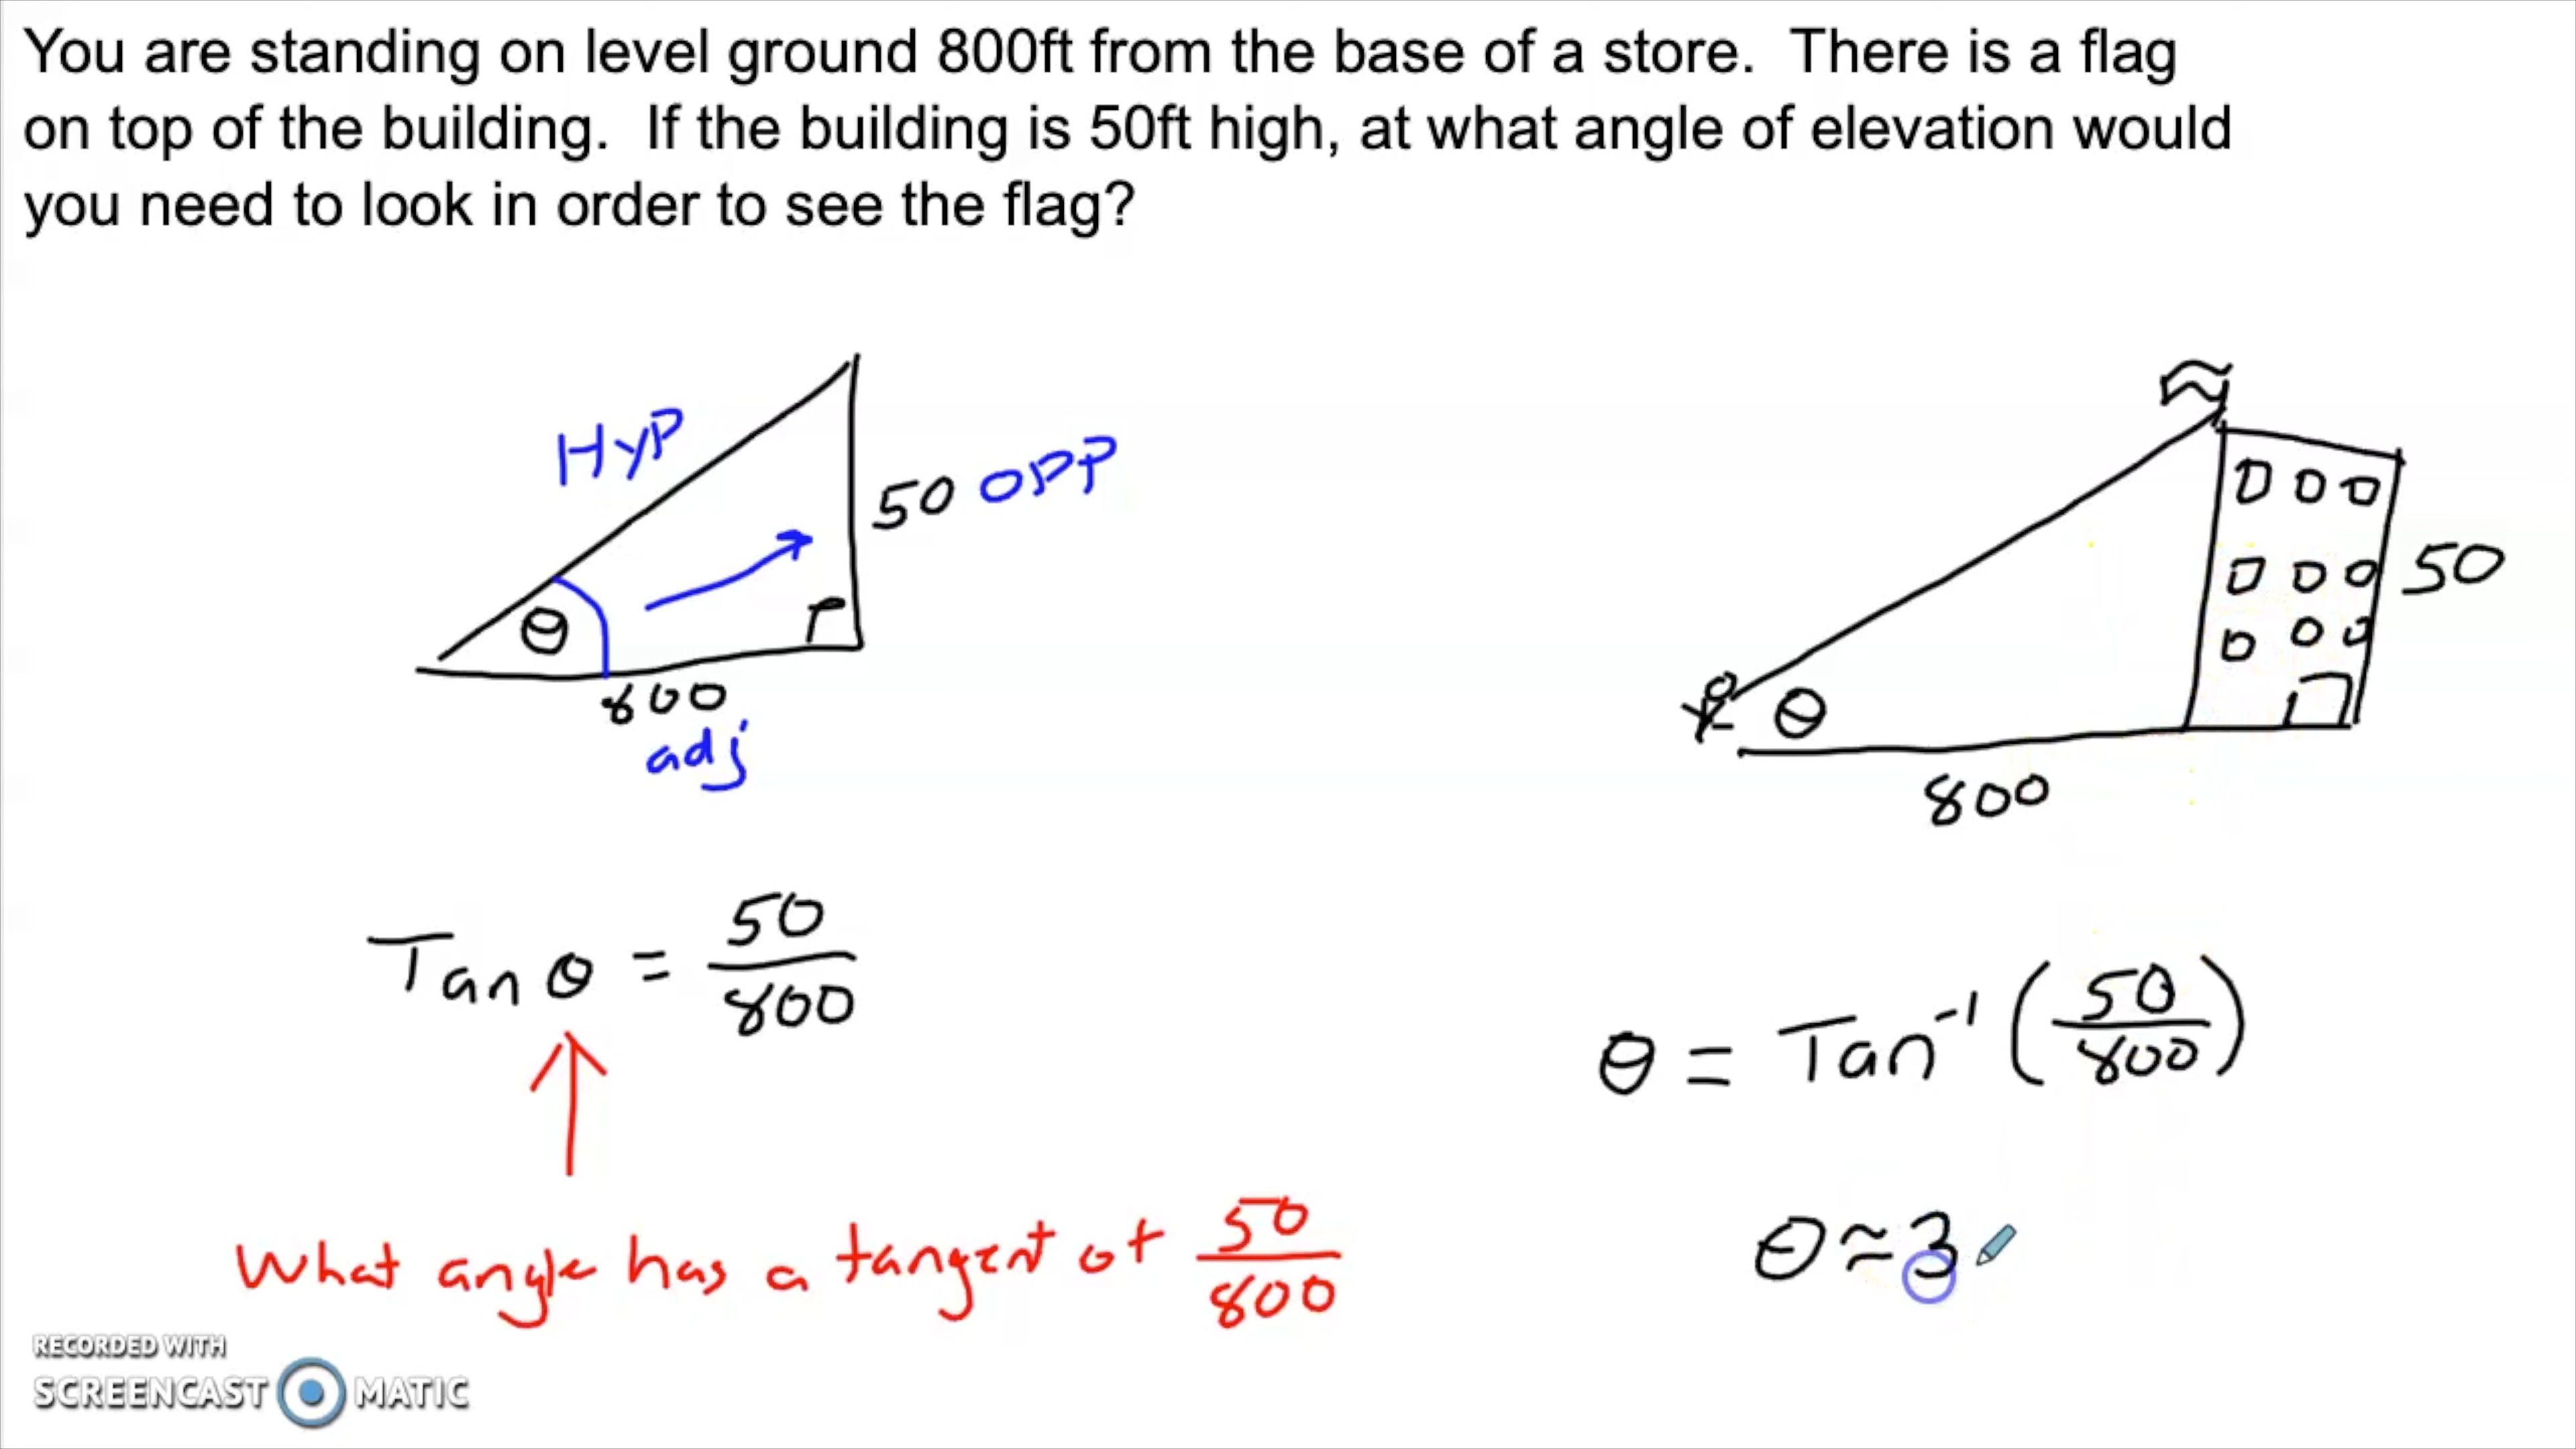 You are standing on level ground 800ft from the base of a store.  There is a flag
on top of the building.  If the building is 50ft high, at what angle of elevation would
you need to look in order to see the flag?
HYP
50 OPP
θ
800
adj
50
θ
800
Tan θ = 50/800
θ = Tan⁻¹ (50/800)
What angle has a tangent of 50/800
θ ≈ 3
RECORDED WITH
SCREENCAST MATIC